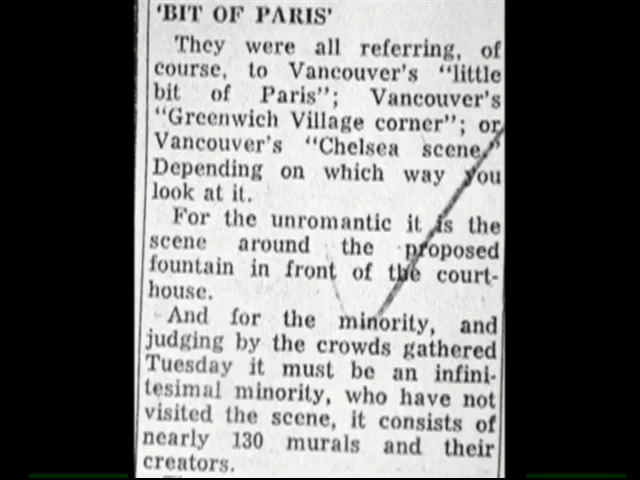 'BIT OF PARIS'
They were all referring, of
course, to Vancouver's "little
bit of Paris"; Vancouver's
"Greenwich Village corner"; or
Vancouver's "Chelsea scene."
Depending on which way you
look at it.
For the unromantic it is the
scene around the proposed
fountain in front of the court-
house.
And for the minority, and
judging by the crowds gathered
Tuesday it must be an infini-
tesimal minority, who have not
visited the scene, it consists of
nearly 130 murals and their
creators.